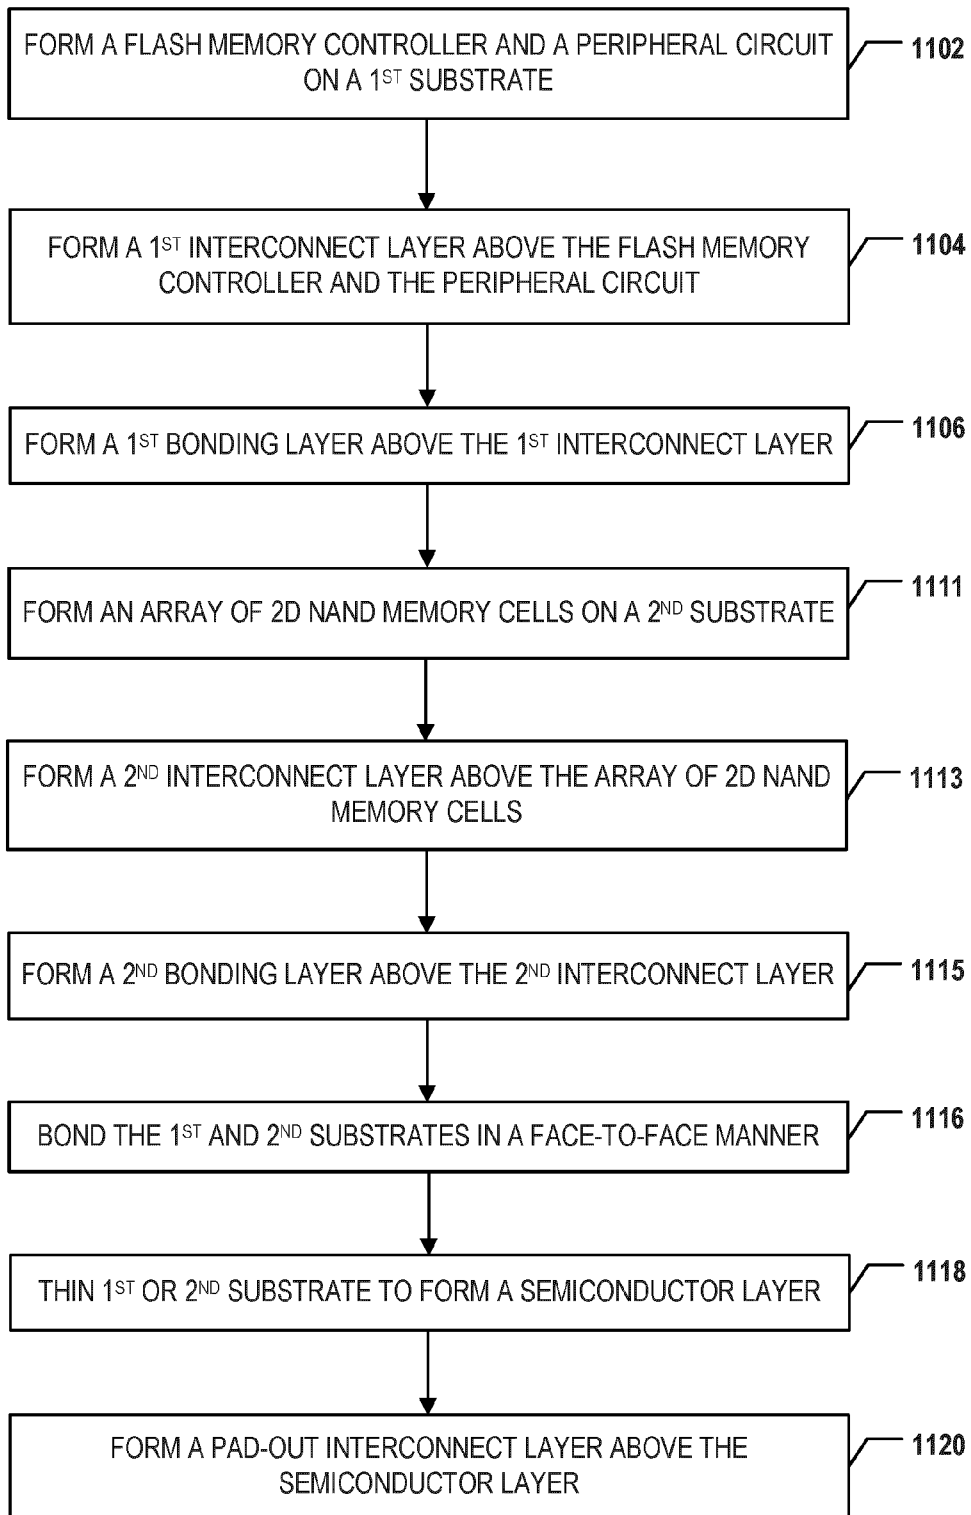 FORM A FLASH MEMORY CONTROLLER AND A PERIPHERAL CIRCUIT
ON A 1ST SUBSTRATE
1102
FORM A 1ST INTERCONNECT LAYER ABOVE THE FLASH MEMORY
CONTROLLER AND THE PERIPHERAL CIRCUIT
1104
FORM A 1ST BONDING LAYER ABOVE THE 1ST INTERCONNECT LAYER
1106
FORM AN ARRAY OF 2D NAND MEMORY CELLS ON A 2ND SUBSTRATE
1111
FORM A 2ND INTERCONNECT LAYER ABOVE THE ARRAY OF 2D NAND
MEMORY CELLS
1113
FORM A 2ND BONDING LAYER ABOVE THE 2ND INTERCONNECT LAYER
1115
BOND THE 1ST AND 2ND SUBSTRATES IN A FACE-TO-FACE MANNER
1116
THIN 1ST OR 2ND SUBSTRATE TO FORM A SEMICONDUCTOR LAYER
1118
FORM A PAD-OUT INTERCONNECT LAYER ABOVE THE
SEMICONDUCTOR LAYER
1120